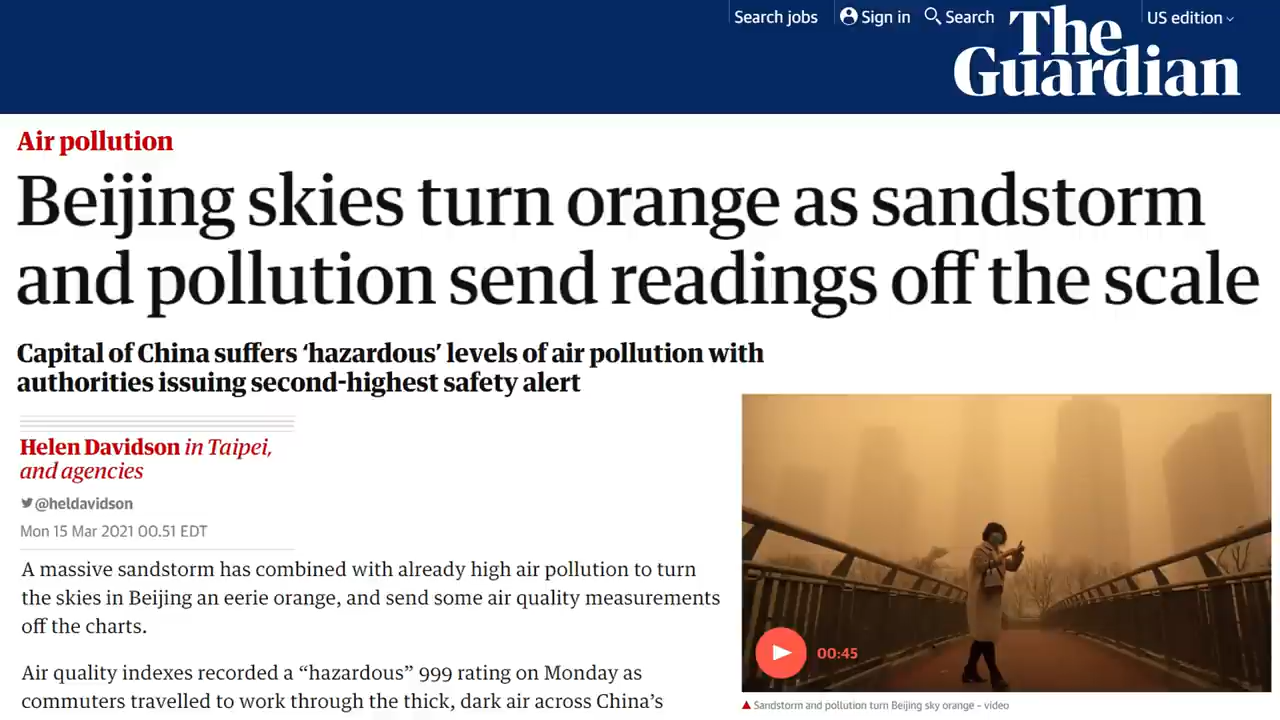 Search jobs
Sign in
Search
US edition
The
Guardian
Air pollution
Beijing skies turn orange as sandstorm
and pollution send readings off the scale
Capital of China suffers ‘hazardous’ levels of air pollution with
authorities issuing second-highest safety alert
Helen Davidson in Taipei,
and agencies
@heldavidson
Mon 15 Mar 2021 00.51 EDT
A massive sandstorm has combined with already high air pollution to turn
the skies in Beijing an eerie orange, and send some air quality measurements
off the charts.
Air quality indexes recorded a “hazardous” 999 rating on Monday as
commuters travelled to work through the thick, dark air across China’s
00:45
Sandstorm and pollution turn Beijing sky orange – video